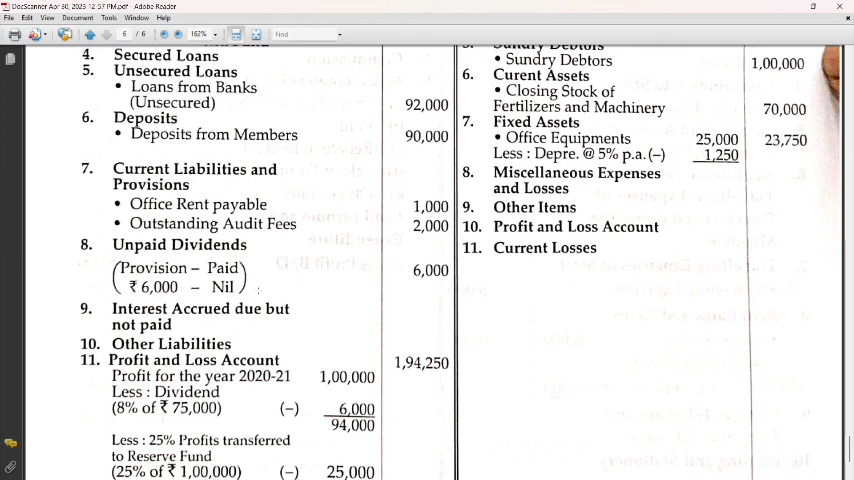 DocScanner Apr 30, 2023 12-57 PM.pdf - Adobe Reader
File Edit View Document Tools Window Help
6 / 6
162%
Find
4. Secured Loans
5. Unsecured Loans
• Loans from Banks
(Unsecured) 92,000
6. Deposits
• Deposits from Members 90,000
7. Current Liabilities and
Provisions
• Office Rent payable 1,000
• Outstanding Audit Fees 2,000
8. Unpaid Dividends
(Provision – Paid
₹ 6,000 – Nil) 6,000
9. Interest Accrued due but
not paid
10. Other Liabilities
11. Profit and Loss Account 1,94,250
Profit for the year 2020-21 1,00,000
Less : Dividend
(8% of ₹ 75,000) (–) 6,000
94,000
Less : 25% Profits transferred
to Reserve Fund
(25% of ₹ 1,00,000) (–) 25,000
Sundry Debtors
• Sundry Debtors 1,00,000
6. Curent Assets
• Closing Stock of
Fertilizers and Machinery 70,000
7. Fixed Assets
• Office Equipments 25,000 23,750
Less : Depre. @ 5% p.a. (–) 1,250
8. Miscellaneous Expenses
and Losses
9. Other Items
10. Profit and Loss Account
11. Current Losses